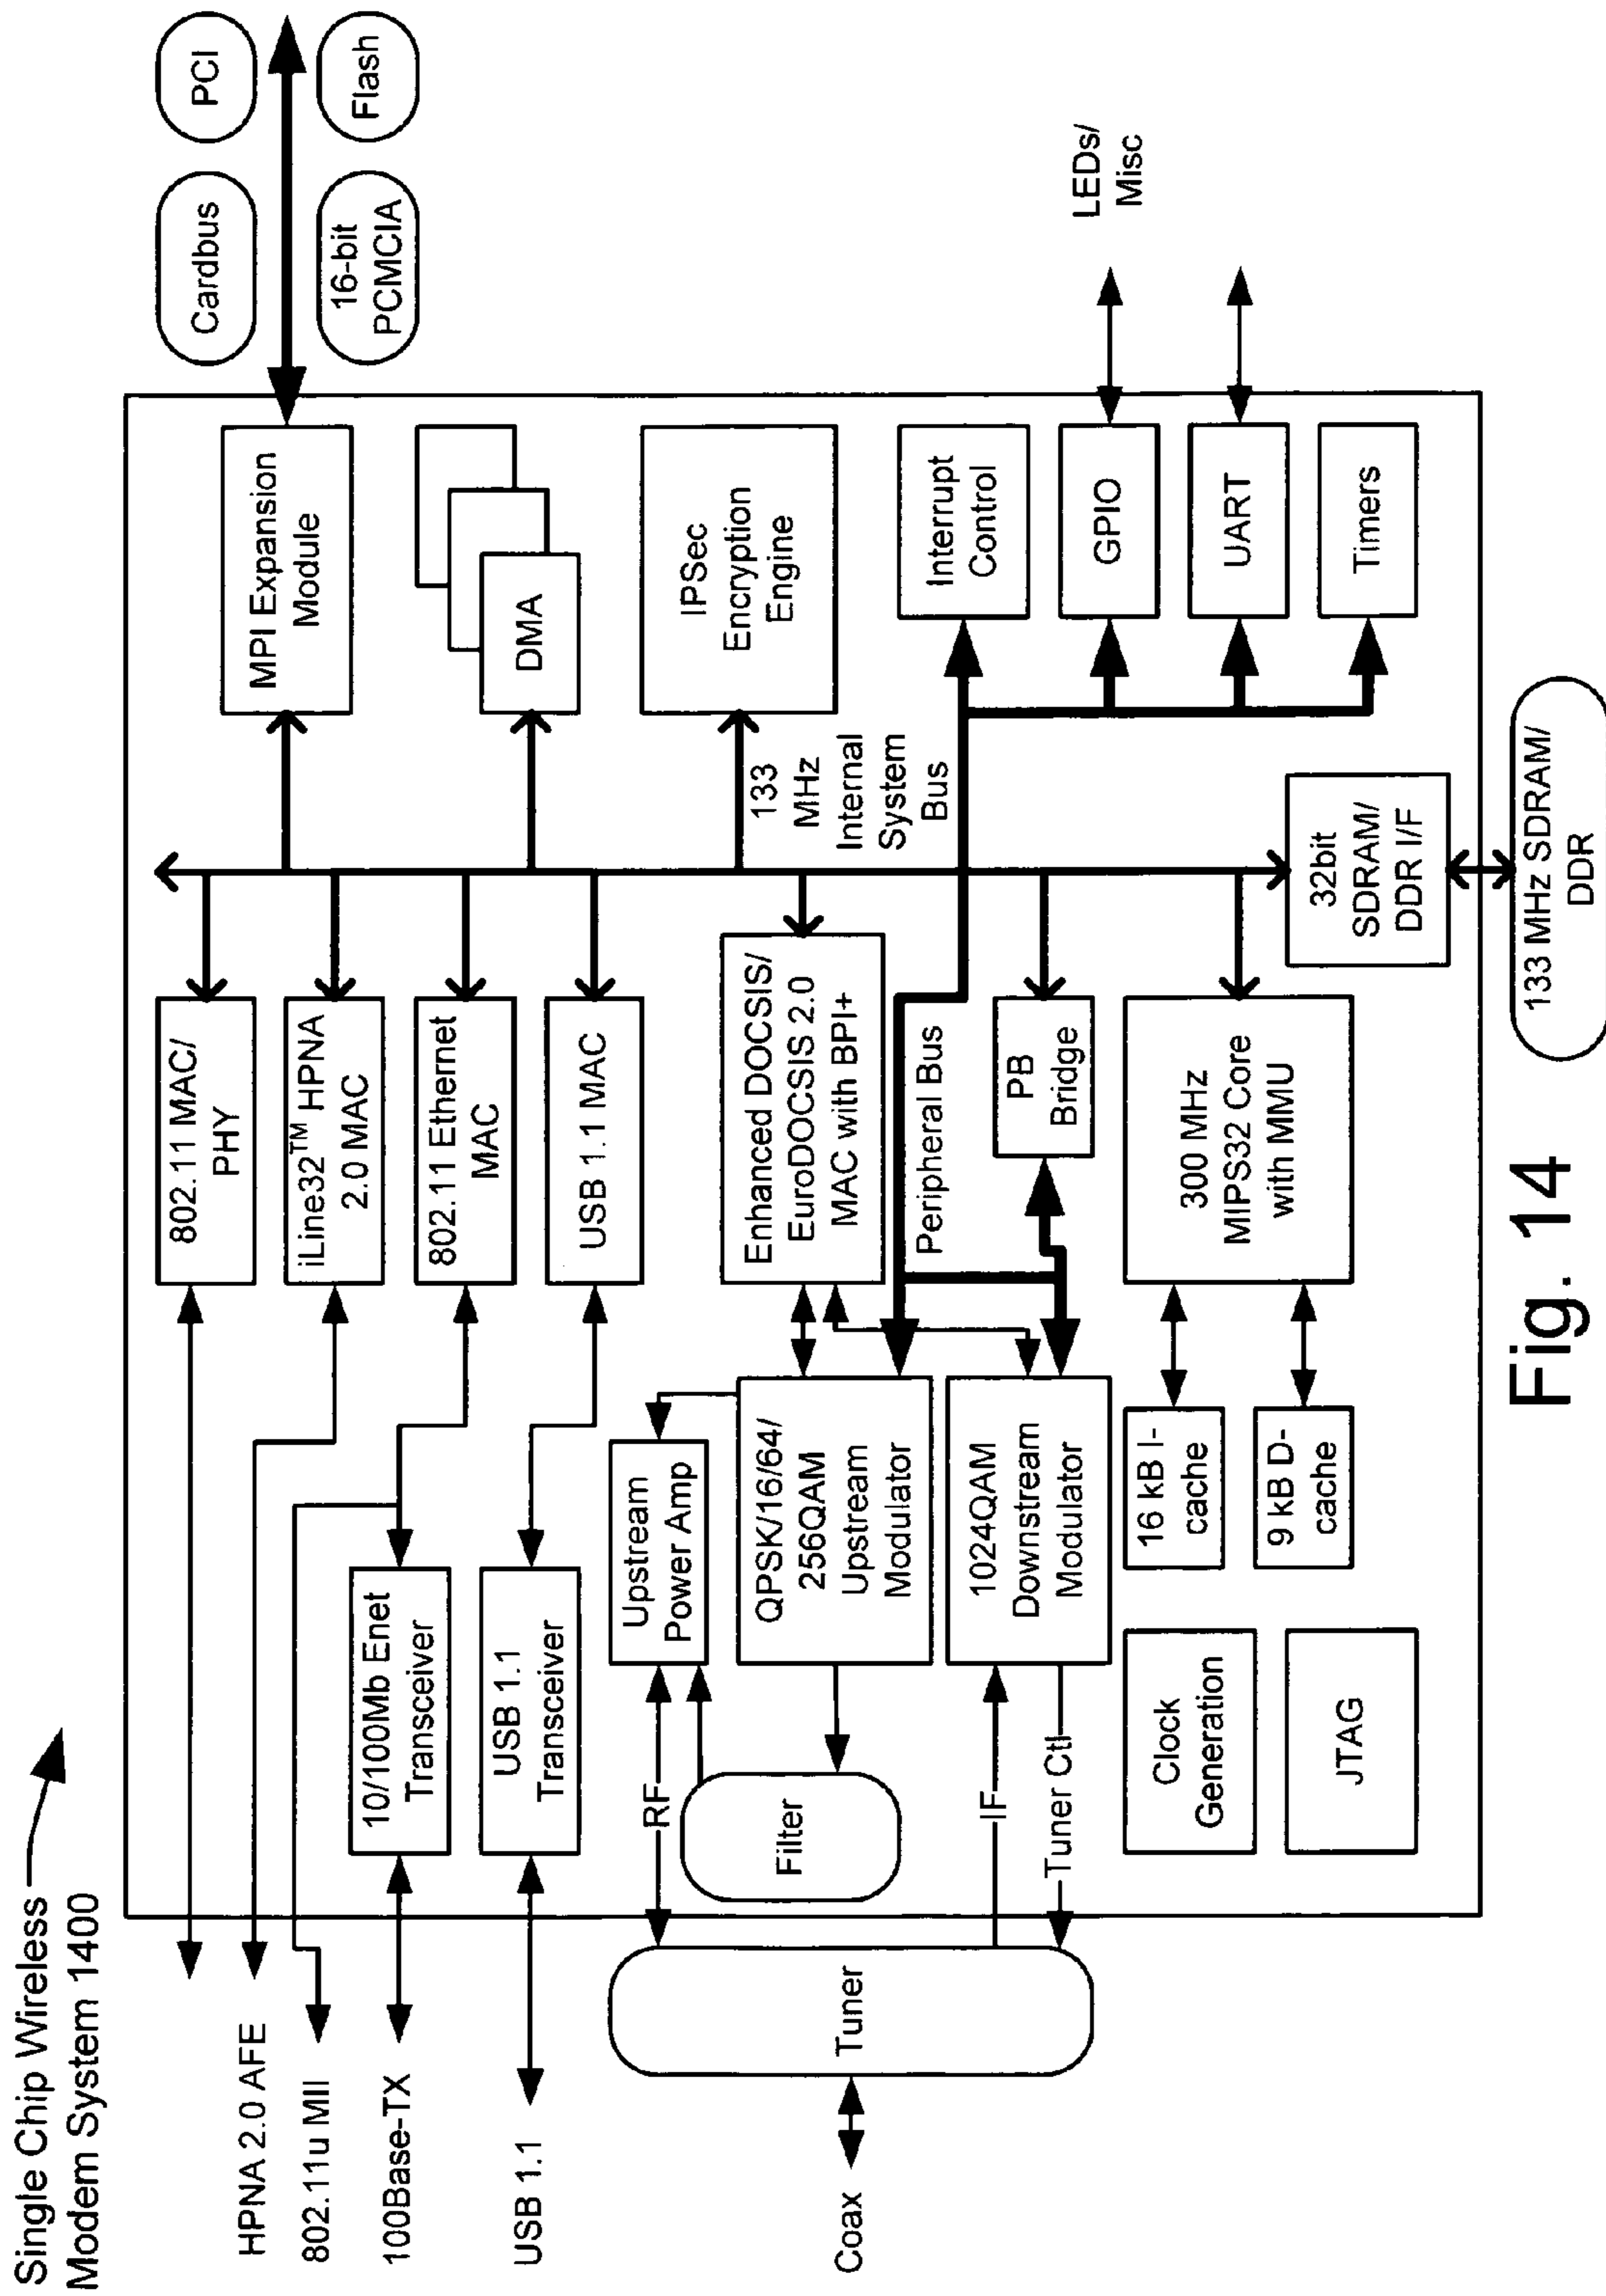 Single Chip Wireless
Modem System 1400
HPNA 2.0 AFE
802.11u MII
100Base-TX
USB 1.1
Coax
Tuner
RF
IF
Tuner Ctl
Filter
10/100Mb Enet
Transceiver
USB 1.1
Transceiver
Upstream
Power Amp
QPSK/16/64/
256QAM
Upstream
Modulator
1024QAM
Downstream
Modulator
Clock
Generation
JTAG
16 kB I-
cache
9 kB D-
cache
802.11 MAC/
PHY
iLine32™ HPNA
2.0 MAC
802.11 Ethernet
MAC
USB 1.1 MAC
Enhanced DOCSIS/
EuroDOCSIS 2.0
MAC with BPI+
Peripheral Bus
PB
Bridge
300 MHz
MIPS32 Core
with MMU
133
MHz
Internal
System
Bus
32bit
SDRAM/
DDR I/F
133 MHz SDRAM/
DDR
MPI Expansion
Module
DMA
IPSec
Encryption
Engine
Interrupt
Control
GPIO
UART
Timers
Cardbus
PCI
16-bit
PCMCIA
Flash
LEDs/
Misc
Fig. 14